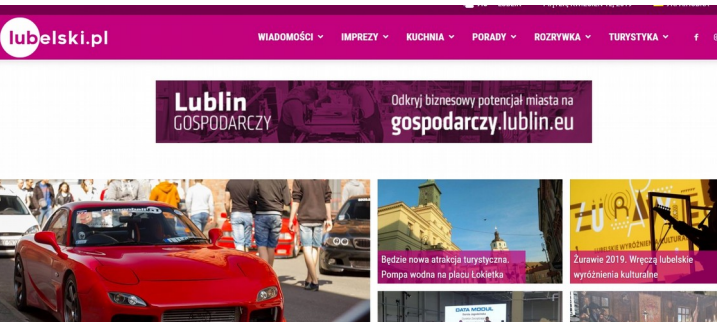 lubelski.pl
WIADOMOŚCI
IMPREZY
KUCHNIA
PORADY
ROZRYWKA
TURYSTYKA
Lublin
GOSPODARCZY
Odkryj biznesowy potencjał miasta na
gospodarczy.lublin.eu
Będzie nowa atrakcja turystyczna.
Pompa wodna na placu Łokietka
Żurawie 2019. Wręczą lubelskie
wyróżnienia kulturalne
DATA MODUL